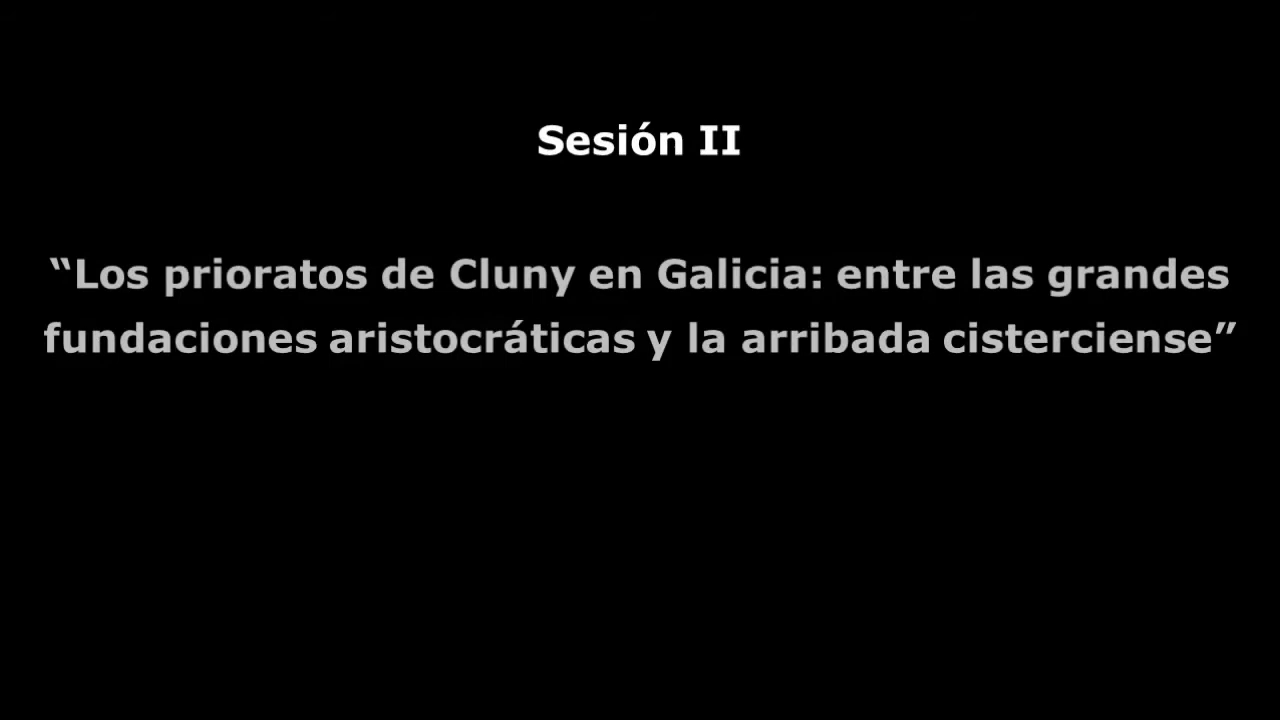 Sesión II
“Los prioratos de Cluny en Galicia: entre las grandes
fundaciones aristocráticas y la arribada cisterciense”